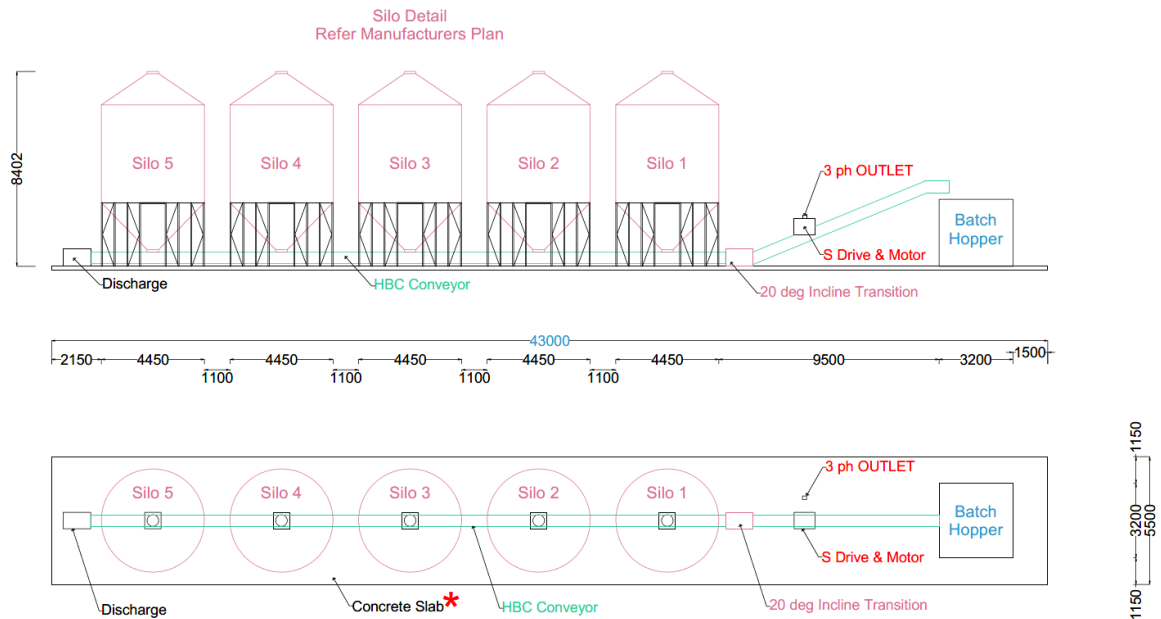 Silo Detail
Refer Manufacturers Plan
8402
Silo 5
Silo 4
Silo 3
Silo 2
Silo 1
3 ph OUTLET
Batch
Hopper
S Drive & Motor
Discharge
HBC Conveyor
20 deg Incline Transition
43000
2150
4450
4450
4450
4450
4450
9500
3200
1500
1100
1100
1100
1100
Silo 5
Silo 4
Silo 3
Silo 2
Silo 1
3 ph OUTLET
Batch
Hopper
S Drive & Motor
Discharge
Concrete Slab*
HBC Conveyor
20 deg Incline Transition
1150
3200
5500
1150